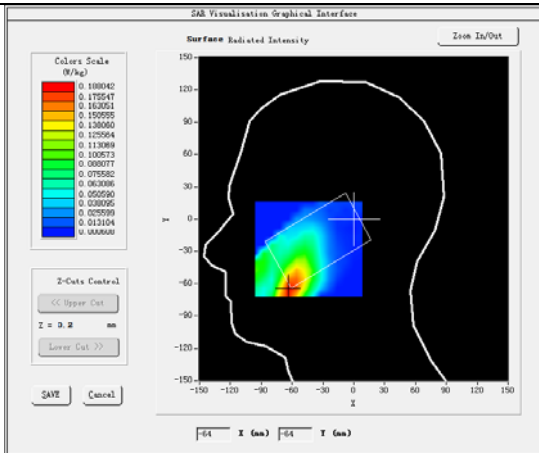 SAR Visualisation Graphical Interface
Surface Radiated Intensity
Zoom In/Out
Colors Scale
(W/kg)
0.188042
0.175547
0.163051
0.150555
0.138060
0.125564
0.113069
0.100573
0.088077
0.075582
0.063086
0.050590
0.038095
0.025599
0.013104
0.000608
Z-Cuts Control
<< Upper Cut
Z = 3.2 mm
Lower Cut >>
SAVE
Cancel
150
120
90
60
30
0
-30
-60
-90
-120
-150
Y
-150 -120 -90 -60 -30 0 30 60 90 120 150
X
-64 X (mm) -64 Y (mm)